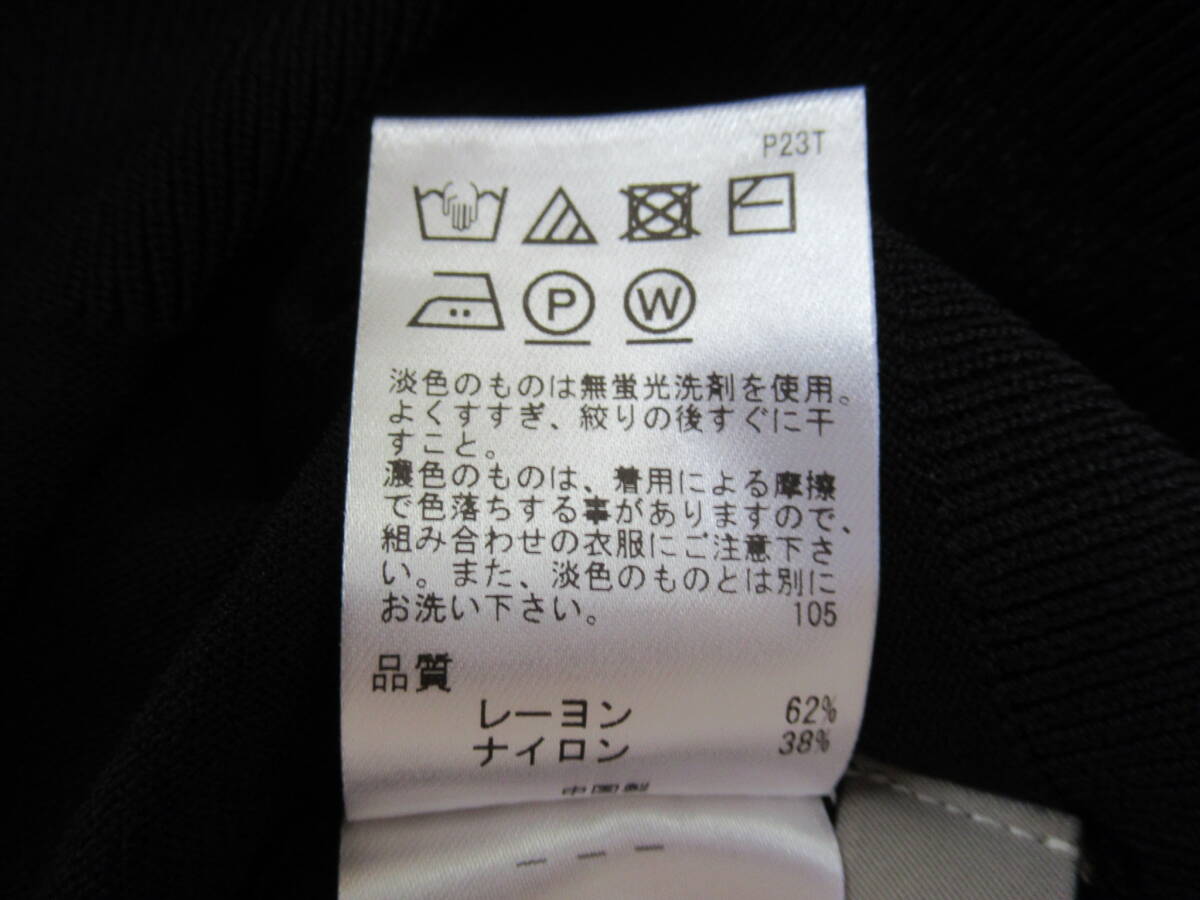 P23T
P W
淡色のものは無蛍光洗剤を使用。
よくすすぎ、絞りの後すぐに干
すこと。
濃色のものは、着用による摩擦
で色落ちする事がありますので、
組み合わせの衣服にご注意下さ
い。また、淡色のものとは別に
お洗い下さい。 105
品質
レーヨン 62%
ナイロン 38%
中国製